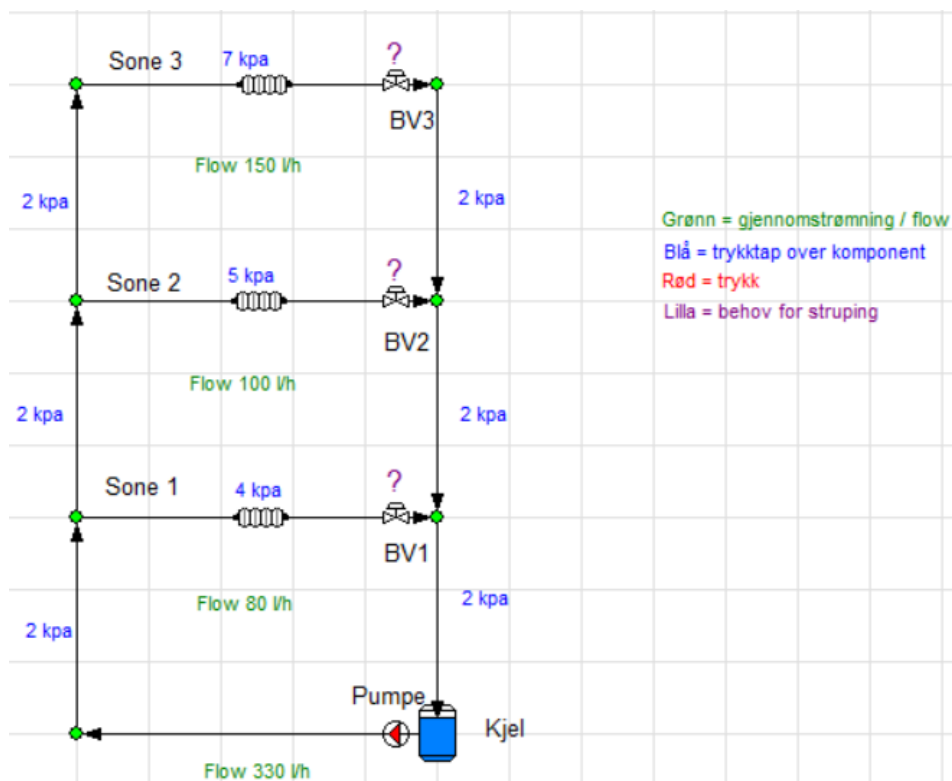 Sone 3
7 kpa
?
BV3
Flow 150 l/h
2 kpa
2 kpa
Grønn = gjennomstrømning / flow
Blå = trykktap over komponent
Rød = trykk
Lilla = behov for struping
Sone 2
5 kpa
?
BV2
Flow 100 l/h
2 kpa
2 kpa
Sone 1
4 kpa
?
BV1
Flow 80 l/h
2 kpa
2 kpa
Pumpe
Kjel
Flow 330 l/h